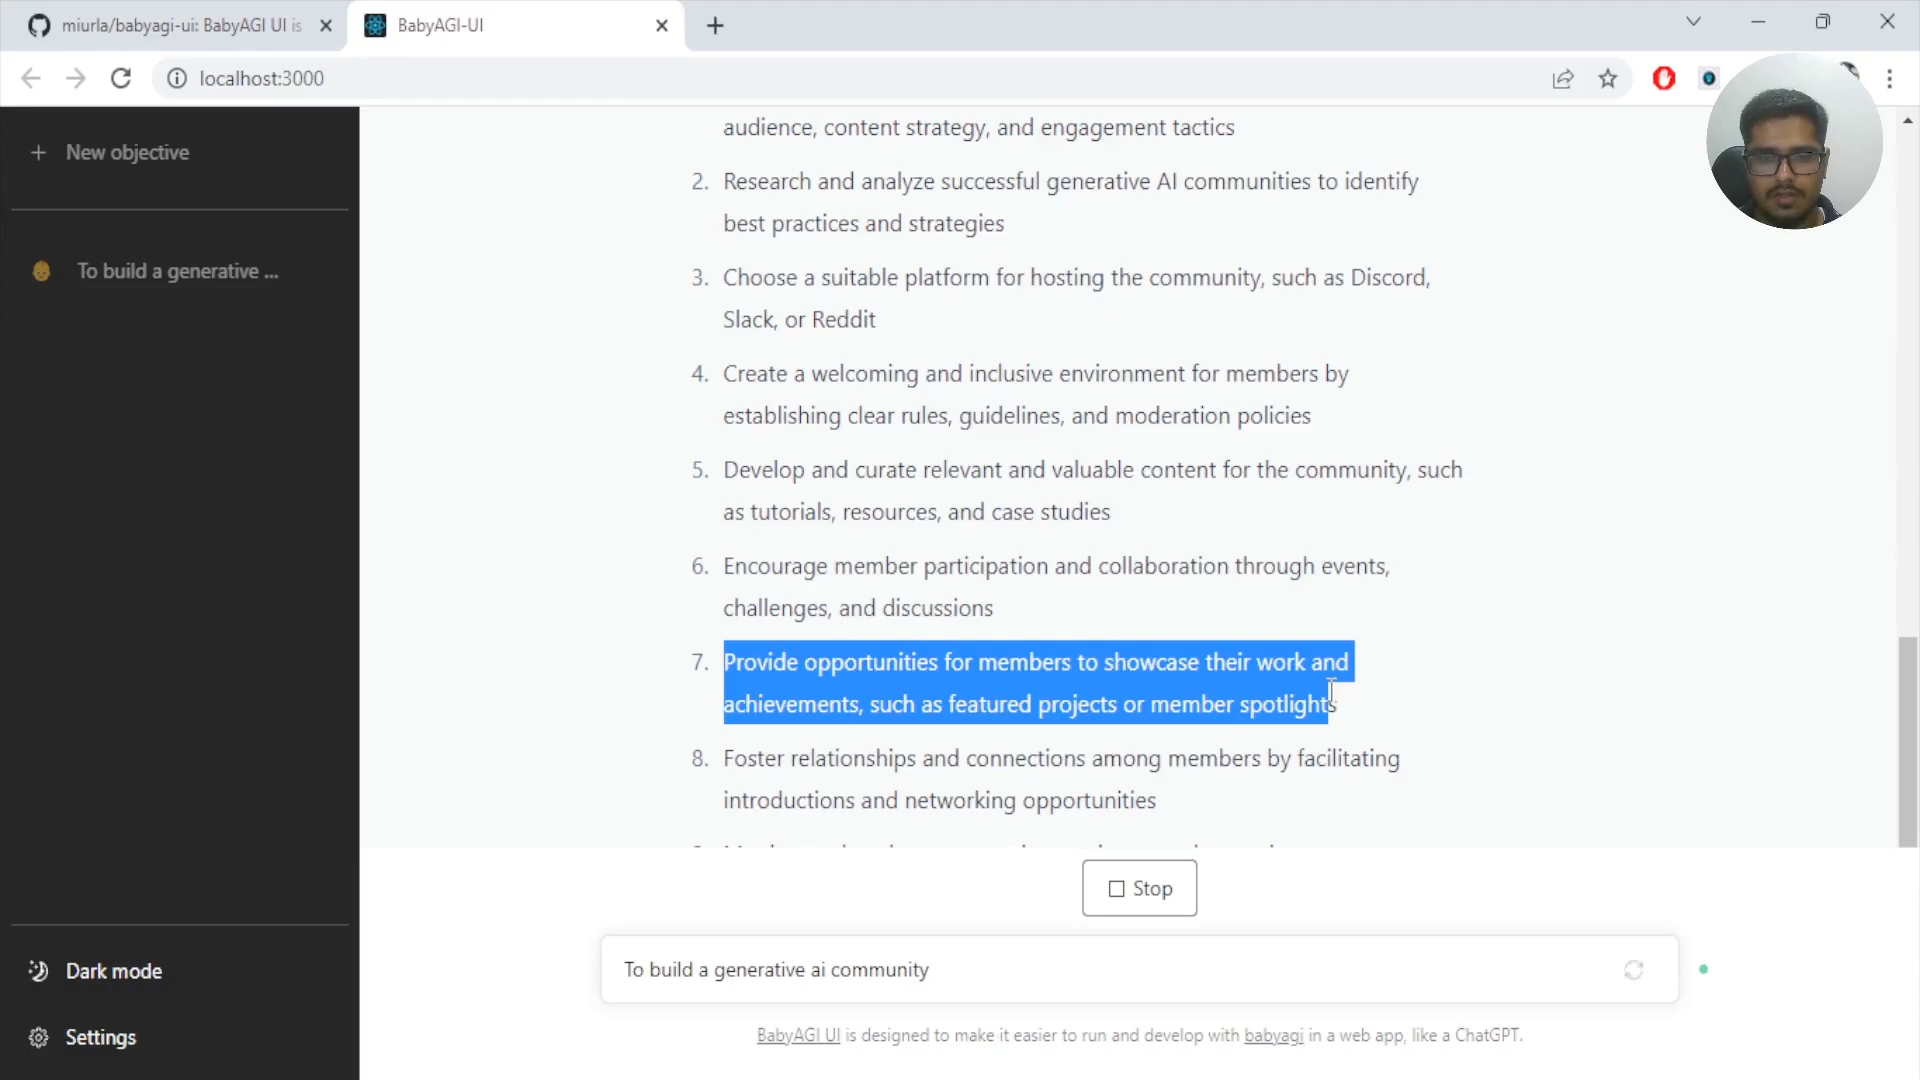 miurla/babyagi-ui: BabyAGI UI is
BabyAGI-UI
localhost:3000
New objective
To build a generative ...
audience, content strategy, and engagement tactics
2. Research and analyze successful generative AI communities to identify
best practices and strategies
3. Choose a suitable platform for hosting the community, such as Discord,
Slack, or Reddit
4. Create a welcoming and inclusive environment for members by
establishing clear rules, guidelines, and moderation policies
5. Develop and curate relevant and valuable content for the community, such
as tutorials, resources, and case studies
6. Encourage member participation and collaboration through events,
challenges, and discussions
7. Provide opportunities for members to showcase their work and
achievements, such as featured projects or member spotlights
8. Foster relationships and connections among members by facilitating
introductions and networking opportunities
Stop
To build a generative ai community
BabyAGI UI is designed to make it easier to run and develop with babyagi in a web app, like a ChatGPT.
Dark mode
Settings